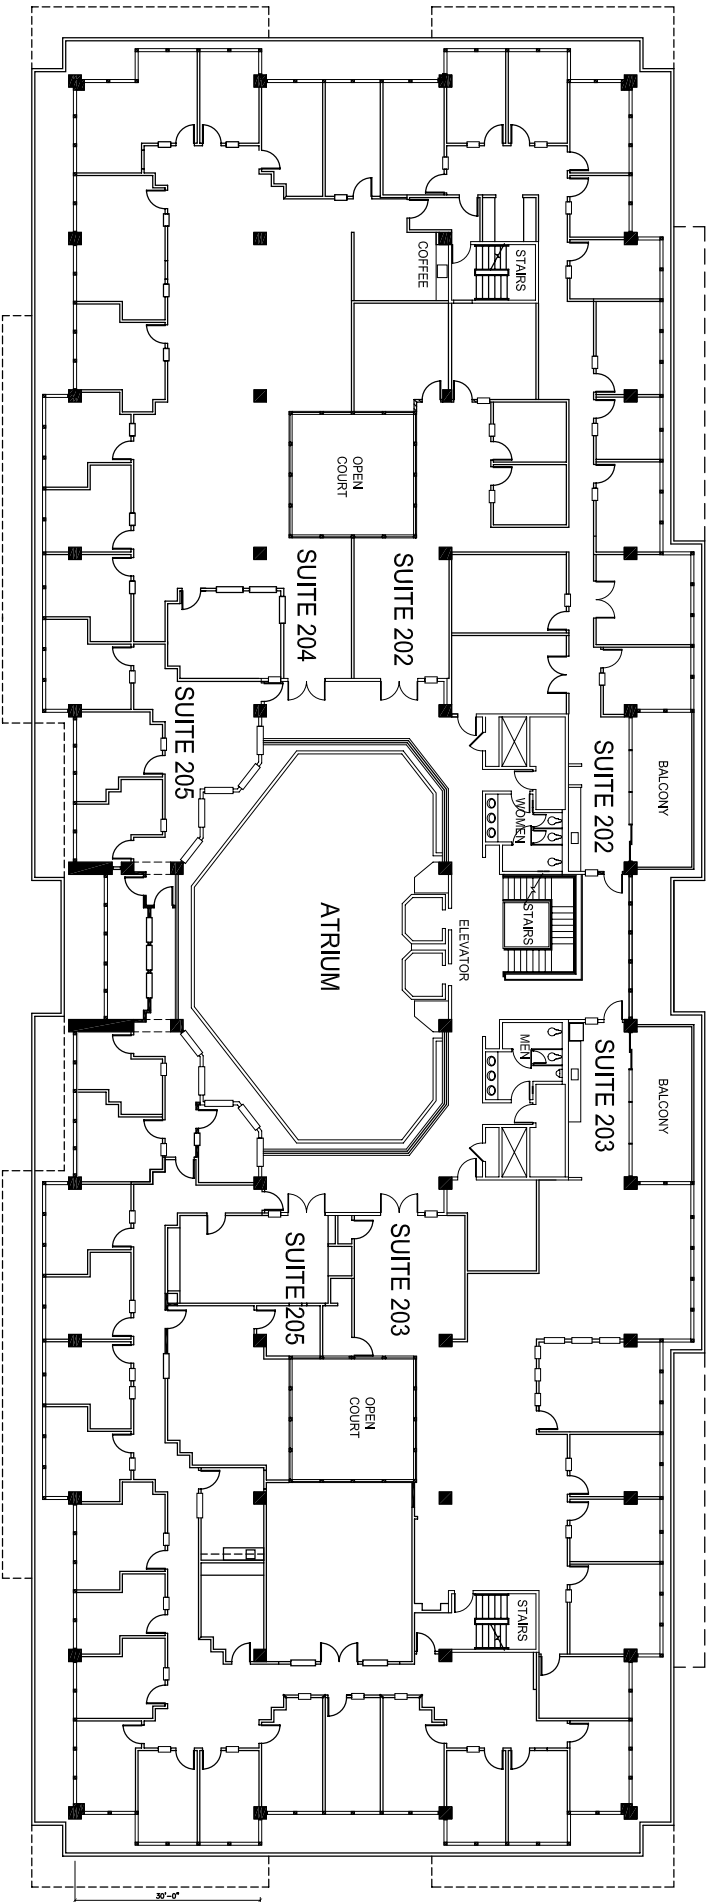 STAIRS
COFFEE
OPEN
COURT
SUITE 204
SUITE 202
SUITE 205
SUITE 202
BALCONY
WOMEN
STAIRS
ELEVATOR
ATRIUM
MEN
SUITE 203
BALCONY
SUITE 205
SUITE 203
OPEN
COURT
STAIRS
30'-0"